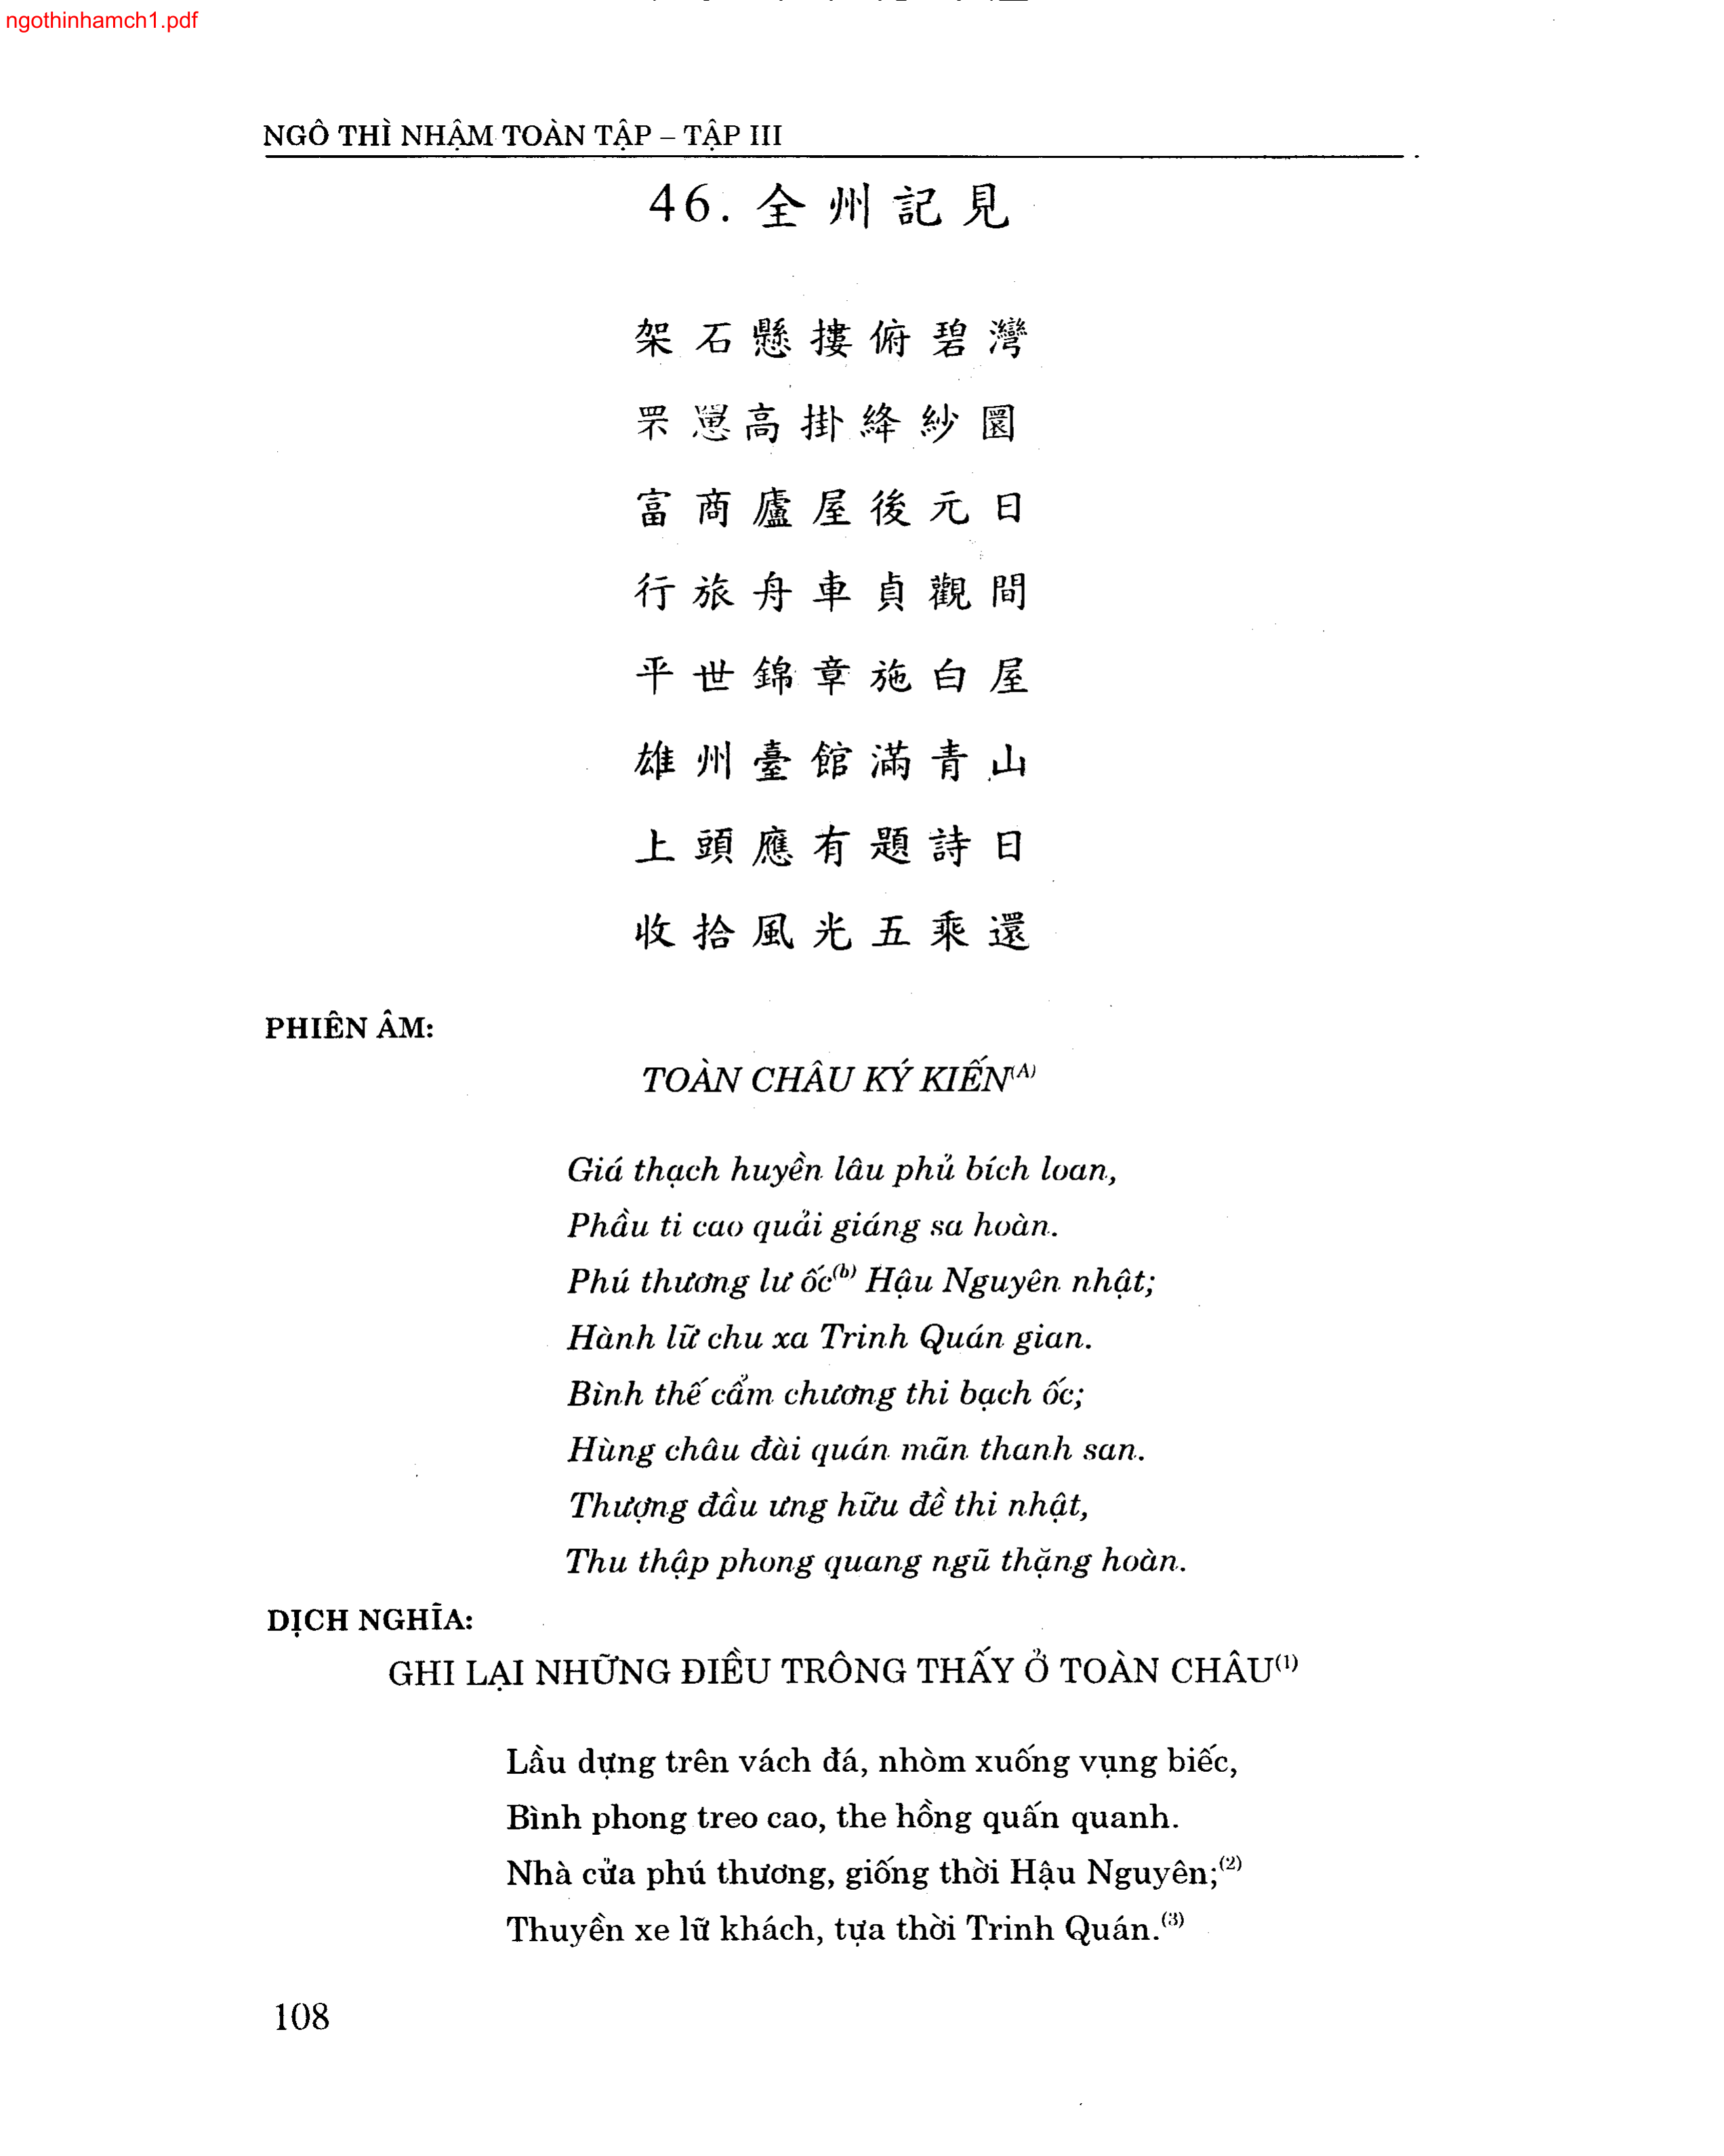 ngothinhamch1.pdf
NGÔ THÌ NHẬM TOÀN TẬP – TẬP III
46. 全州記見
架石懸摟俯碧灣
罘罳高掛絳紗圜
富商廬屋後元日
行旅舟車貞觀間
平世錦章施白屋
雄州臺館滿青山
上頭應有題詩日
收拾風光五乘還
PHIÊN ÂM:
TOÀN CHÂU KÝ KIẾN(A)
Giá thạch huyền lâu phủ bích loan,
Phầu ti cao quải giáng sa hoàn.
Phú thương lư ốc(b) Hậu Nguyên nhật;
Hành lữ chu xa Trinh Quán gian.
Bình thế cẩm chương thi bạch ốc;
Hùng châu đài quán mãn thanh san.
Thượng đầu ưng hữu đề thi nhật,
Thu thập phong quang ngũ thặng hoàn.
DỊCH NGHĨA:
GHI LẠI NHỮNG ĐIỀU TRÔNG THẤY Ở TOÀN CHÂU(1)
Lầu dựng trên vách đá, nhòm xuống vụng biếc,
Bình phong treo cao, the hồng quấn quanh.
Nhà cửa phú thương, giống thời Hậu Nguyên;(2)
Thuyền xe lữ khách, tựa thời Trinh Quán.(3)
108